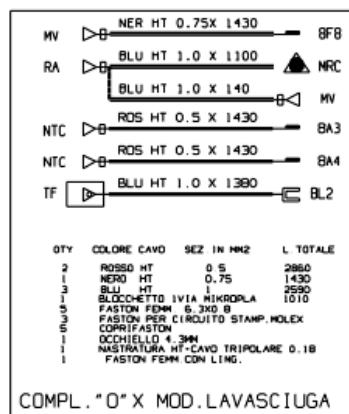 MV NER HT 0.75X 1430 8F8
RA BLU HT 1.0 X 1100 MRC
BLU HT 1.0 X 140 MV
NTC ROS HT 0.5 X 1430 8A3
NTC ROS HT 0.5 X 1430 8A4
TF BLU HT 1.0 X 1380 BL2
QTY COLORE CAVO SEZ IN MM2 L TOTALE
2 ROSSO HT 0.5 2860
1 NERO HT 0.75 1430
3 BLU HT 1 2590
1 BLOCCHETTO 1VIA MIKROPLA 1010
5 FASTON FEMM 6.3X0 8
3 FASTON PER CIRCUITO STAMP.MOLEX
5 COPRIFASTON
1 OCCHIELLO 4.3MM
1 NASTRATURA HT-CAVO TRIPOLARE 0.18
1 FASTON FEMM CON LING.
COMPL."O"X MOD.LAVASCIUGA